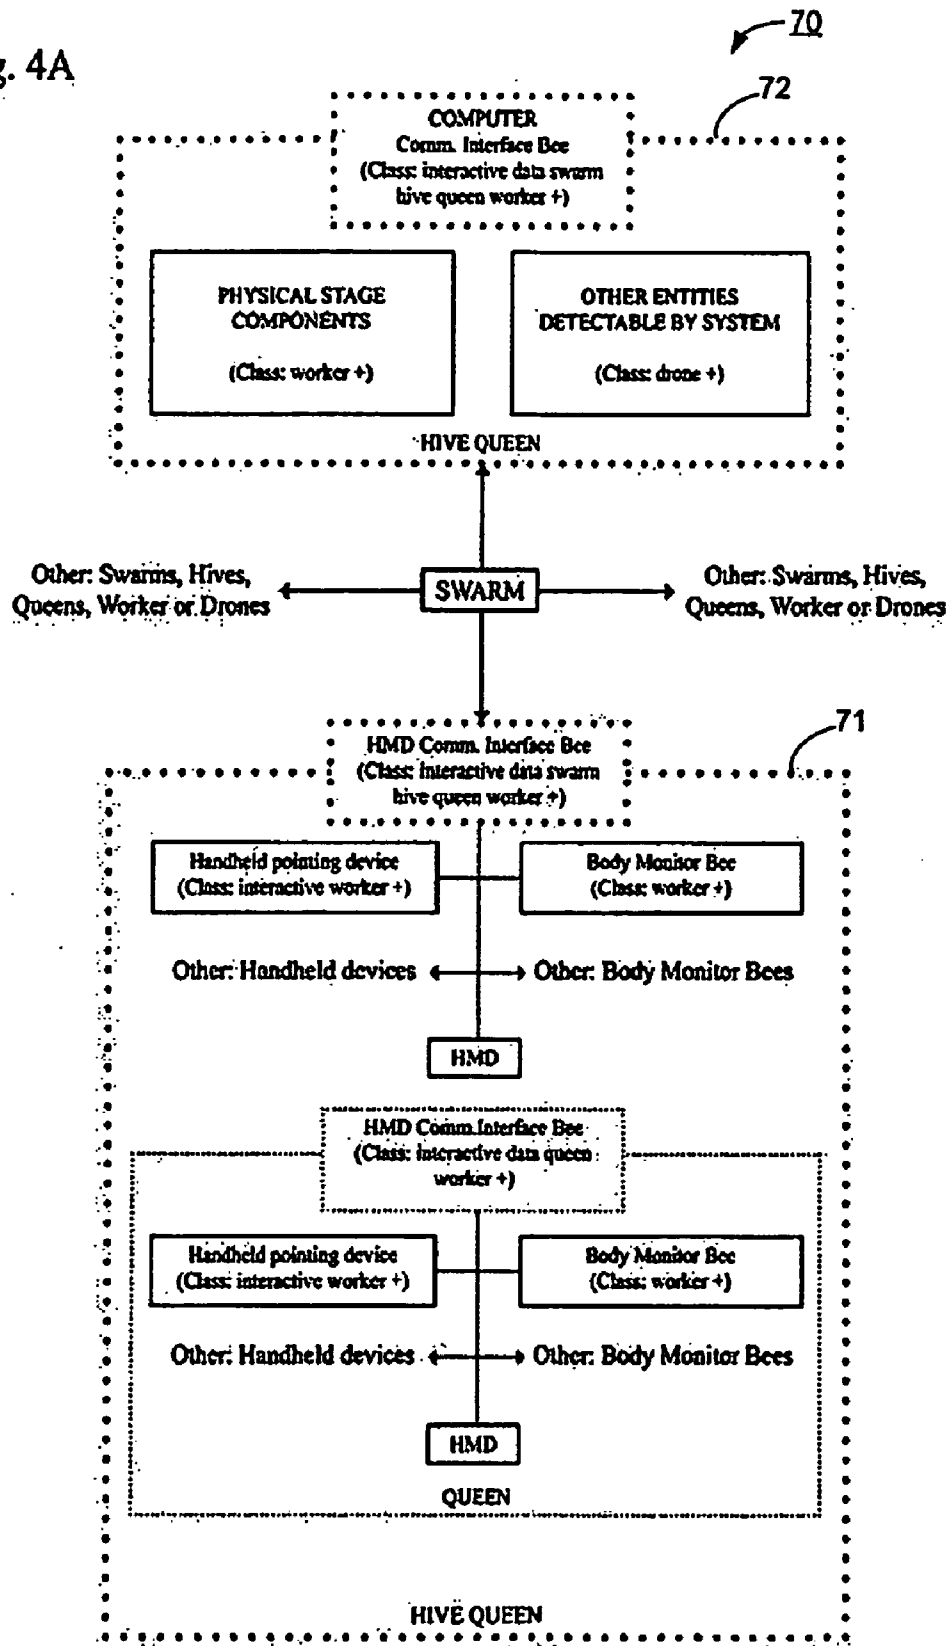 70
g. 4A
72
COMPUTER
Comm. Interface Bee
(Class: interactive data swarm
hive queen worker +)
PHYSICAL STAGE
COMPONENTS
(Class: worker +)
OTHER ENTITIES
DETECTABLE BY SYSTEM
(Class: drone +)
HIVE QUEEN
Other: Swarms, Hives,
Queens, Worker or Drones
SWARM
Other: Swarms, Hives,
Queens, Worker or Drones
71
HMD Comm. Interface Bee
(Class: interactive data swarm
hive queen worker +)
Handheld pointing device
(Class: interactive worker +)
Body Monitor Bee
(Class: worker +)
Other: Handheld devices
Other: Body Monitor Bees
HMD
HMD Comm.Interface Bee
(Class: interactive data queen
worker +)
Handheld pointing device
(Class: interactive worker +)
Body Monitor Bee
(Class: worker +)
Other: Handheld devices
Other: Body Monitor Bees
HMD
QUEEN
HIVE QUEEN